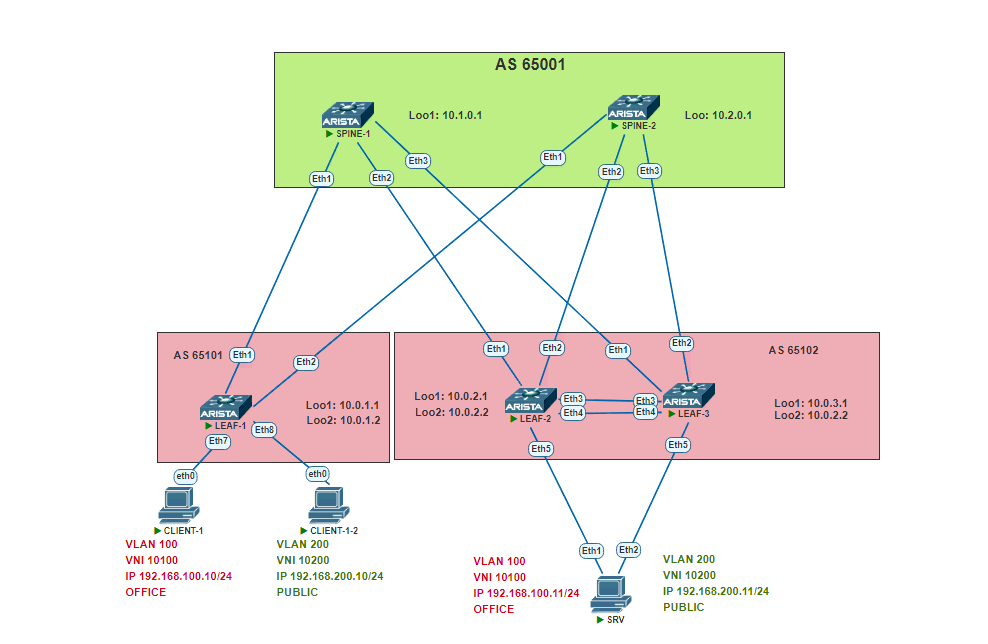 AS 65001
ARISTA
SPINE-1
Loo1: 10.1.0.1
ARISTA
SPINE-2
Loo: 10.2.0.1
Eth1
Eth2
Eth3
Eth1
Eth2
Eth3
AS 65101
Eth1
Eth2
ARISTA
LEAF-1
Loo1: 10.0.1.1
Loo2: 10.0.1.2
Eth7
Eth8
AS 65102
Eth1
Eth2
Eth1
Eth2
Loo1: 10.0.2.1
Loo2: 10.0.2.2
ARISTA
LEAF-2
Eth3
Eth4
Eth3
Eth4
ARISTA
LEAF-3
Loo1: 10.0.3.1
Loo2: 10.0.2.2
Eth5
Eth5
eth0
CLIENT-1
VLAN 100
VNI 10100
IP 192.168.100.10/24
OFFICE
eth0
CLIENT-1-2
VLAN 200
VNI 10200
IP 192.168.200.10/24
PUBLIC
VLAN 100
VNI 10100
IP 192.168.100.11/24
OFFICE
Eth1
Eth2
SRV
VLAN 200
VNI 10200
IP 192.168.200.11/24
PUBLIC